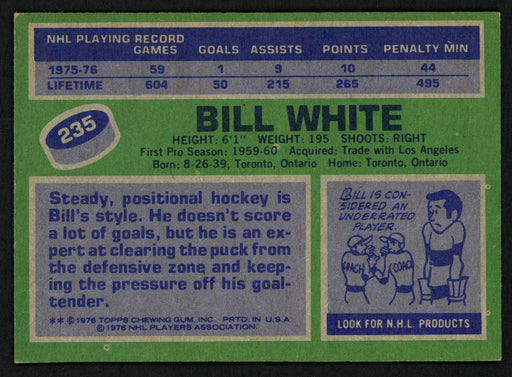 NHL PLAYING RECORD
GAMES GOALS ASSISTS POINTS PENALTY MIN
1975-76 59 1 9 10 44
LIFETIME 604 50 215 265 495
235
BILL WHITE
HEIGHT: 6'1" WEIGHT: 195 SHOOTS: RIGHT
First Pro Season: 1959-60 Acquired: Trade with Los Angeles
Born: 8-26-39, Toronto, Ontario Home: Toronto, Ontario
Steady, positional hockey is
Bill's style. He doesn't score
a lot of goals, but he is an ex-
pert at clearing the puck from
the defensive zone and keep-
ing the pressure off his goal-
tender.
** © 1976 TOPPS CHEWING GUM, INC. PRTD. IN U.S.A.
© 1976 NHL PLAYERS ASSOCIATION.
BILL IS CON-
SIDERED AN
UNDERRATED
PLAYER.
COACH COACH
LOOK FOR N.H.L. PRODUCTS